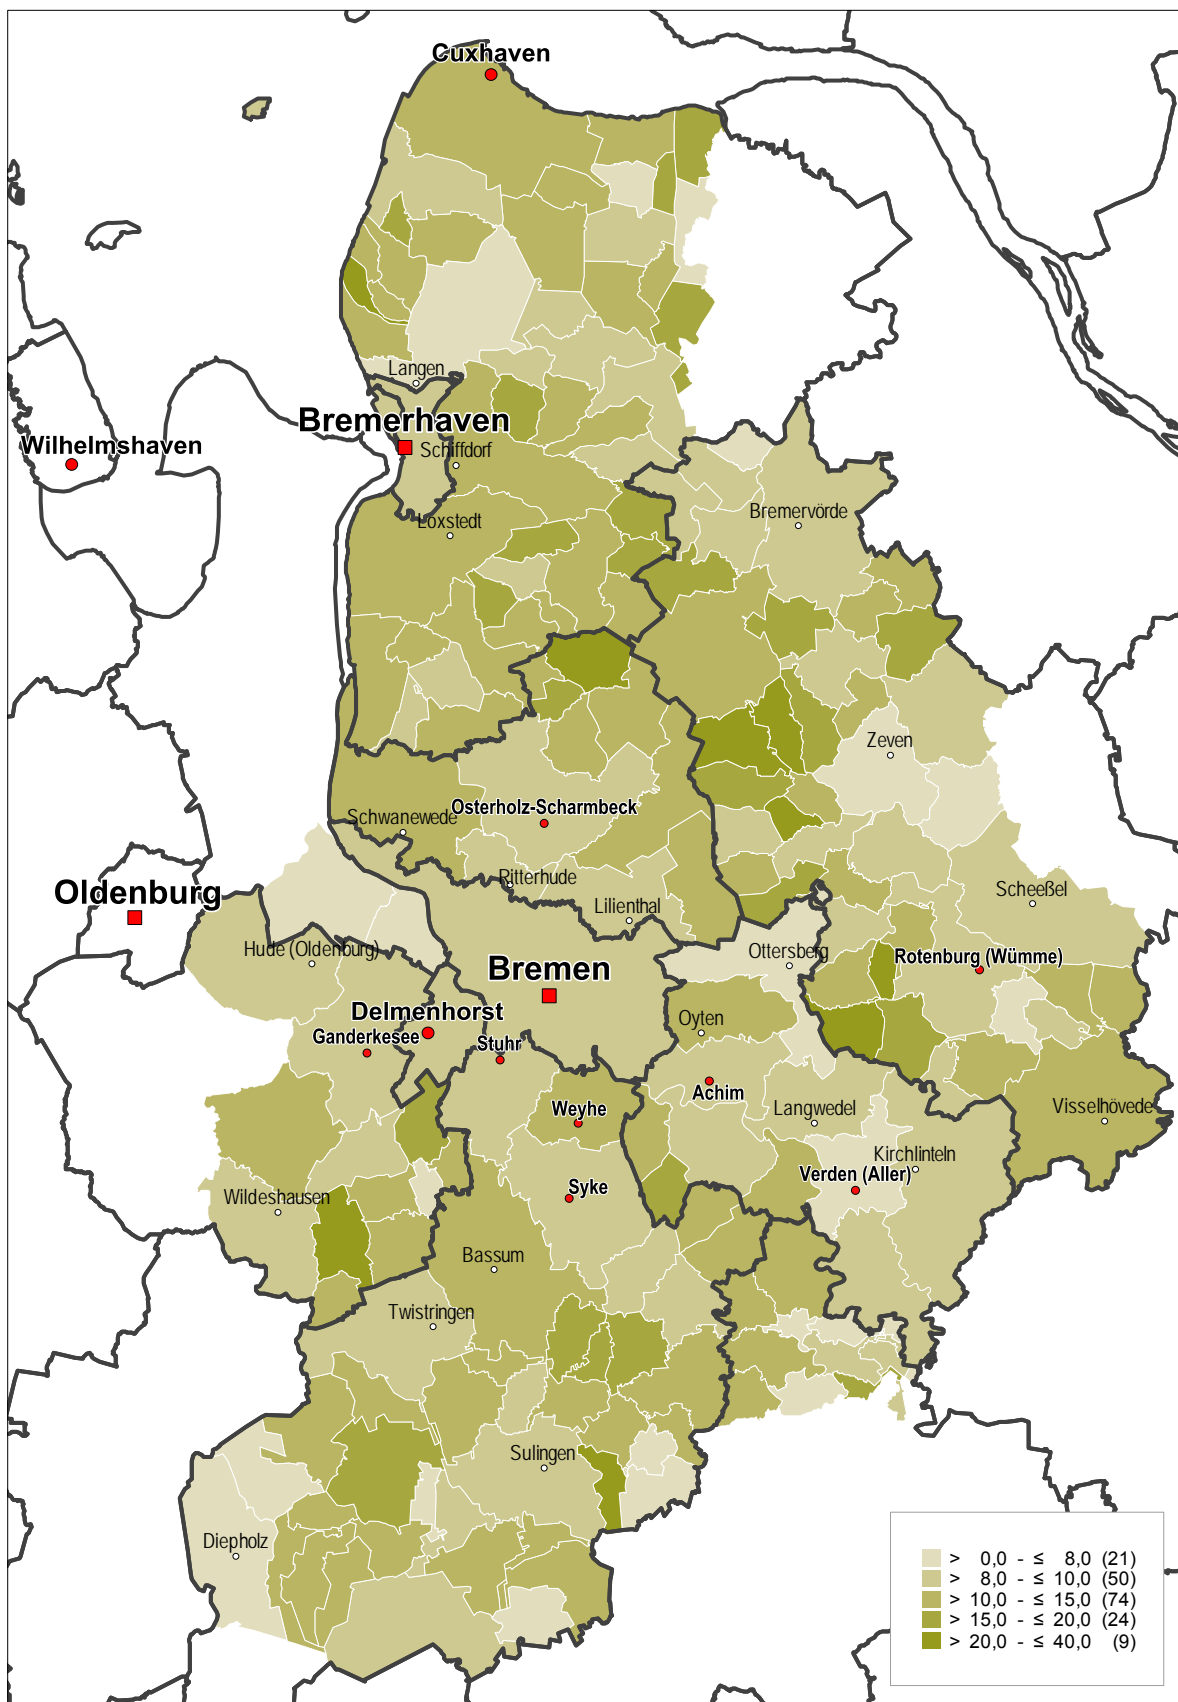 Cuxhaven
Langen
Bremerhaven
Wilhelmshaven
Schiffdorf
Bremervörde
Loxstedt
Zeven
Osterholz-Scharmbeck
Schwanewede
Ritterhude
Scheeßel
Oldenburg
Lilienthal
Hude (Oldenburg)
Ottersberg
Rotenburg (Wümme)
Bremen
Delmenhorst
Oyten
Ganderkesee
Stuhr
Achim
Weyhe
Langwedel
Visselhövede
Kirchlinteln
Verden (Aller)
Syke
Wildeshausen
Bassum
Twistringen
Sulingen
Diepholz
> 0,0 - ≤ 8,0 (21)
> 8,0 - ≤ 10,0 (50)
> 10,0 - ≤ 15,0 (74)
> 15,0 - ≤ 20,0 (24)
> 20,0 - ≤ 40,0 (9)